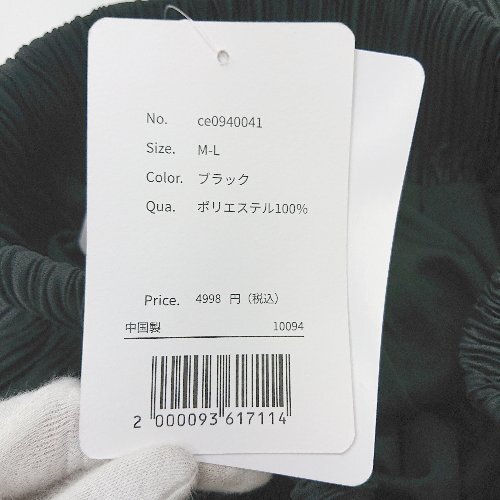 No. ce0940041
Size. M-L
Color. ブラック
Qua. ポリエステル100%
Price. 4998 円（税込）
中国製 10094
2 000093 617114